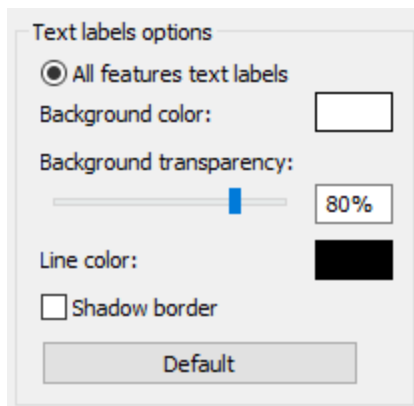 Text labels options
All features text labels
Background color:
Background transparency:
80%
Line color:
Shadow border
Default